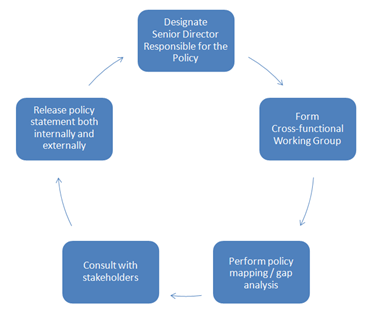 Designate
Senior Director
Responsible for the
Policy
Form
Cross-functional
Working Group
Perform policy
mapping / gap
analysis
Consult with
stakeholders
Release policy
statement both
internally and
externally